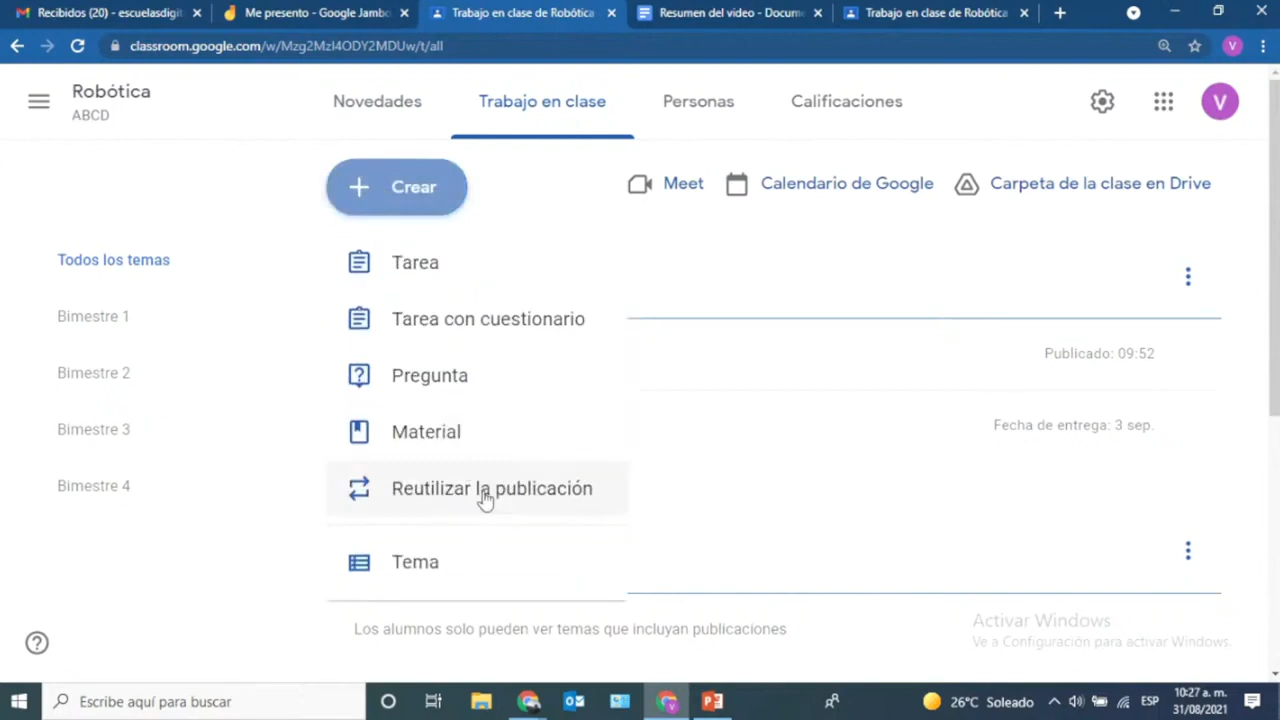 Recibidos (20) - escuelasdigit
Me presento - Google Jambo
Trabajo en clase de Robótica
Resumen del video - Docume
Trabajo en clase de Robótica
V
classroom.google.com/w/Mzg2MzI4ODY2MDUw/t/all
Robótica
ABCD
Novedades
Trabajo en clase
Personas
Calificaciones
V
Crear
Meet
Calendario de Google
Carpeta de la clase en Drive
Todos los temas
Bimestre 1
Bimestre 2
Bimestre 3
Bimestre 4
Tarea
Tarea con cuestionario
Pregunta
Material
Reutilizar la publicación
Tema
Publicado: 09:52
Fecha de entrega: 3 sep.
Los alumnos solo pueden ver temas que incluyan publicaciones
Activar Windows
Ve a Configuración para activar Windows.
Escribe aquí para buscar
26°C Soleado
ESP
10:27 a. m.
31/08/2021